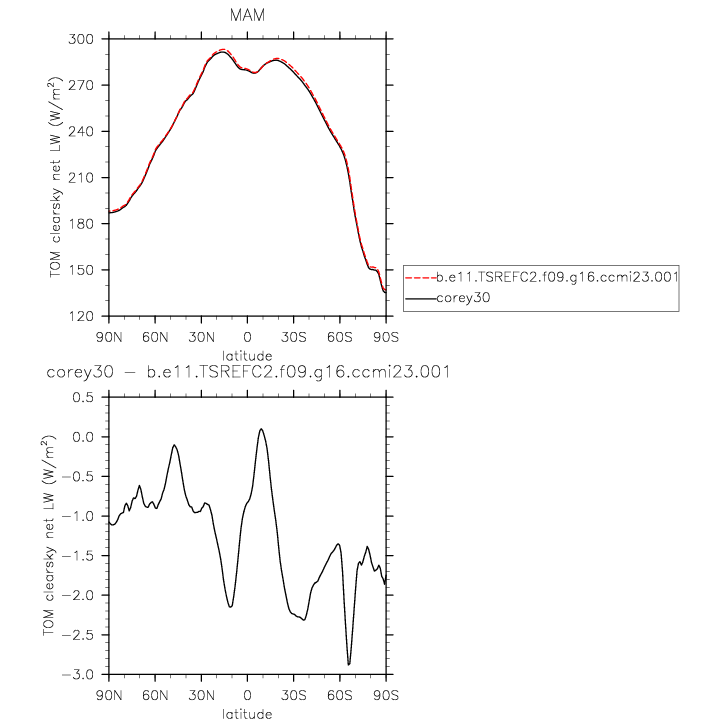 MAM
TOM clearsky net LW (W/m²)
300
270
240
210
180
150
120
90N 60N 30N 0 30S 60S 90S
latitude
b.e11.TSREFC2.f09.g16.ccmi23.001
corey30
corey30 − b.e11.TSREFC2.f09.g16.ccmi23.001
TOM clearsky net LW (W/m²)
0.5
0.0
−0.5
−1.0
−1.5
−2.0
−2.5
−3.0
90N 60N 30N 0 30S 60S 90S
latitude